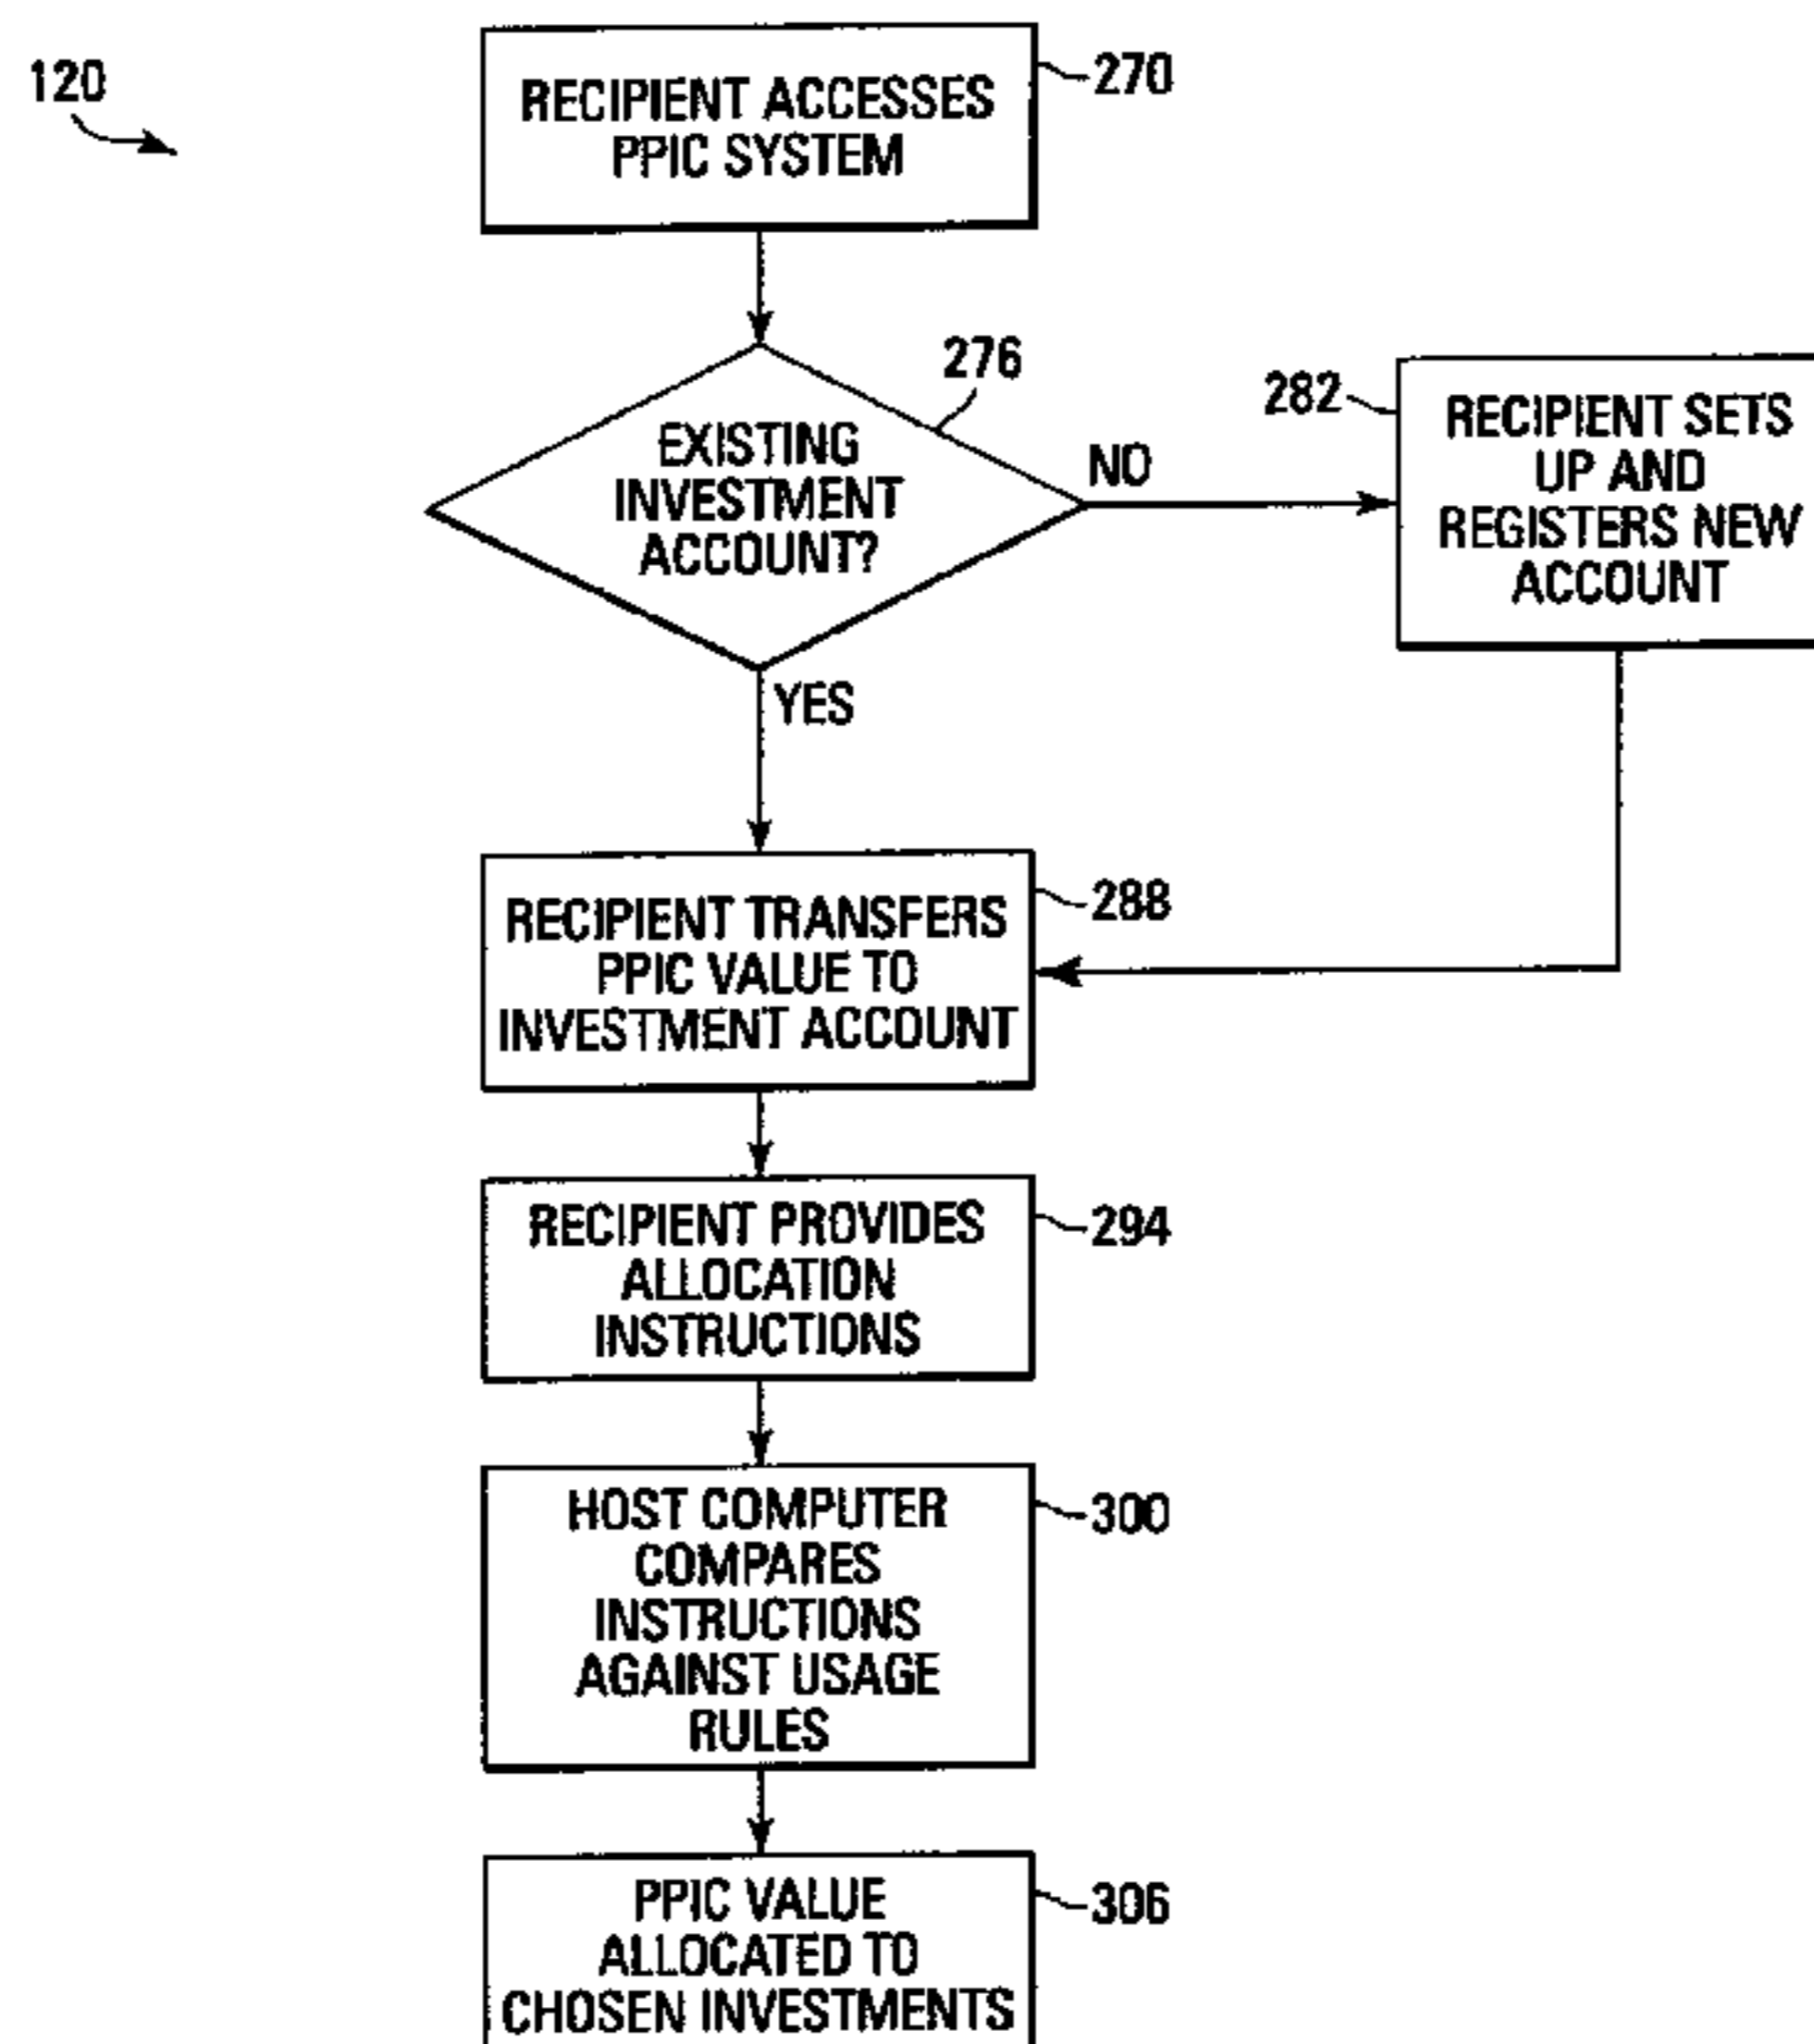 120
RECIPIENT ACCESSES
PPIC SYSTEM
270
276
EXISTING
INVESTMENT
ACCOUNT?
NO
282
RECIPIENT SETS
UP AND
REGISTERS NEW
ACCOUNT
YES
RECIPIENT TRANSFERS
PPIC VALUE TO
INVESTMENT ACCOUNT
288
RECIPIENT PROVIDES
ALLOCATION
INSTRUCTIONS
294
HOST COMPUTER
COMPARES
INSTRUCTIONS
AGAINST USAGE
RULES
300
PPIC VALUE
ALLOCATED TO
CHOSEN INVESTMENTS
306